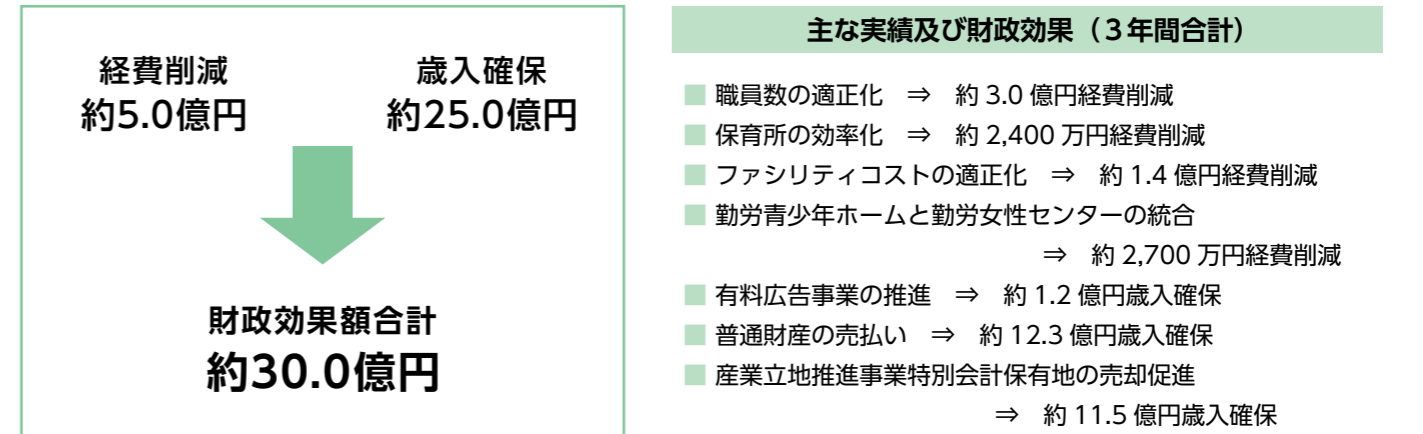 経費削減
約5.0億円
歳入確保
約25.0億円
財政効果額合計
約30.0億円
主な実績及び財政効果（３年間合計）
■ 職員数の適正化　⇒　約 3.0 億円経費削減
■ 保育所の効率化　⇒　約 2,400 万円経費削減
■ ファシリティコストの適正化　⇒　約 1.4 億円経費削減
■ 勤労青少年ホームと勤労女性センターの統合
⇒　約 2,700 万円経費削減
■ 有料広告事業の推進　⇒　約 1.2 億円歳入確保
■ 普通財産の売払い　⇒　約 12.3 億円歳入確保
■ 産業立地推進事業特別会計保有地の売却促進
⇒　約 11.5 億円歳入確保